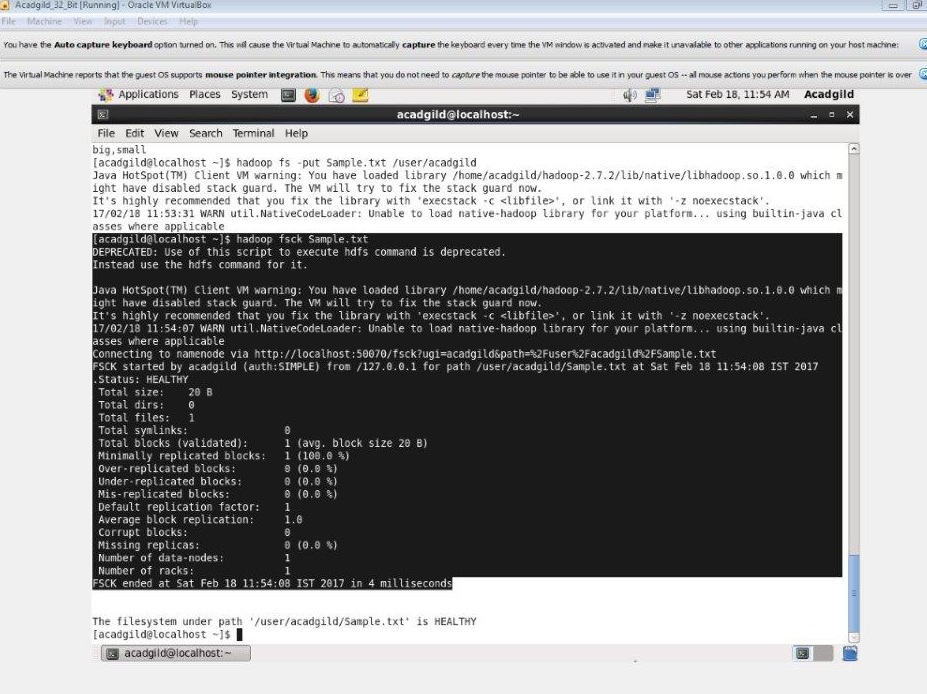 Acadgild_32_Bit [Running] - Oracle VM VirtualBox
File Machine View Input Devices Help
You have the Auto capture keyboard option turned on. This will cause the Virtual Machine to automatically capture the keyboard every time the VM window is activated and make it unavailable to other applications running on your host machine:
The Virtual Machine reports that the guest OS supports mouse pointer integration. This means that you do not need to capture the mouse pointer to be able to use it in your guest OS -- all mouse actions you perform when the mouse pointer is over
Applications Places System Sat Feb 18, 11:54 AM Acadgild
acadgild@localhost:~
File Edit View Search Terminal Help
big,small
[acadgild@localhost ~]$ hadoop fs -put Sample.txt /user/acadgild
Java HotSpot(TM) Client VM warning: You have loaded library /home/acadgild/hadoop-2.7.2/lib/native/libhadoop.so.1.0.0 which m
ight have disabled stack guard. The VM will try to fix the stack guard now.
It's highly recommended that you fix the library with 'execstack -c <libfile>', or link it with '-z noexecstack'.
17/02/18 11:53:31 WARN util.NativeCodeLoader: Unable to load native-hadoop library for your platform... using builtin-java cl
asses where applicable
[acadgild@localhost ~]$ hadoop fsck Sample.txt
DEPRECATED: Use of this script to execute hdfs command is deprecated.
Instead use the hdfs command for it.
Java HotSpot(TM) Client VM warning: You have loaded library /home/acadgild/hadoop-2.7.2/lib/native/libhadoop.so.1.0.0 which m
ight have disabled stack guard. The VM will try to fix the stack guard now.
It's highly recommended that you fix the library with 'execstack -c <libfile>', or link it with '-z noexecstack'.
17/02/18 11:54:07 WARN util.NativeCodeLoader: Unable to load native-hadoop library for your platform... using builtin-java cl
asses where applicable
Connecting to namenode via http://localhost:50070/fsck?ugi=acadgild&path=%2Fuser%2Facadgild%2FSample.txt
FSCK started by acadgild (auth:SIMPLE) from /127.0.0.1 for path /user/acadgild/Sample.txt at Sat Feb 18 11:54:08 IST 2017
.Status: HEALTHY
Total size: 20 B
Total dirs: 0
Total files: 1
Total symlinks: 0
Total blocks (validated): 1 (avg. block size 20 B)
Minimally replicated blocks: 1 (100.0 %)
Over-replicated blocks: 0 (0.0 %)
Under-replicated blocks: 0 (0.0 %)
Mis-replicated blocks: 0 (0.0 %)
Default replication factor: 1
Average block replication: 1.0
Corrupt blocks: 0
Missing replicas: 0 (0.0 %)
Number of data-nodes: 1
Number of racks: 1
FSCK ended at Sat Feb 18 11:54:08 IST 2017 in 4 milliseconds
The filesystem under path '/user/acadgild/Sample.txt' is HEALTHY
[acadgild@localhost ~]$
acadgild@localhost:~